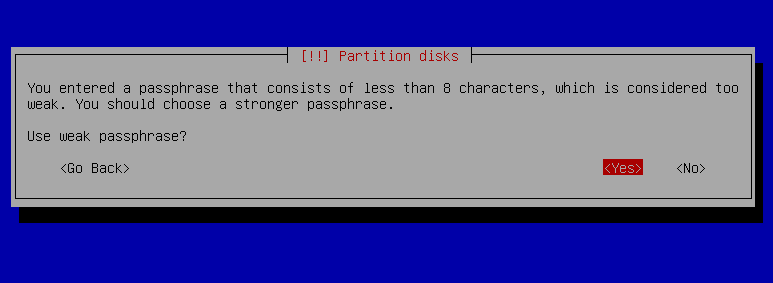 [!!] Partition disks
You entered a passphrase that consists of less than 8 characters, which is considered too
weak. You should choose a stronger passphrase.
Use weak passphrase?
<Go Back> <Yes> <No>